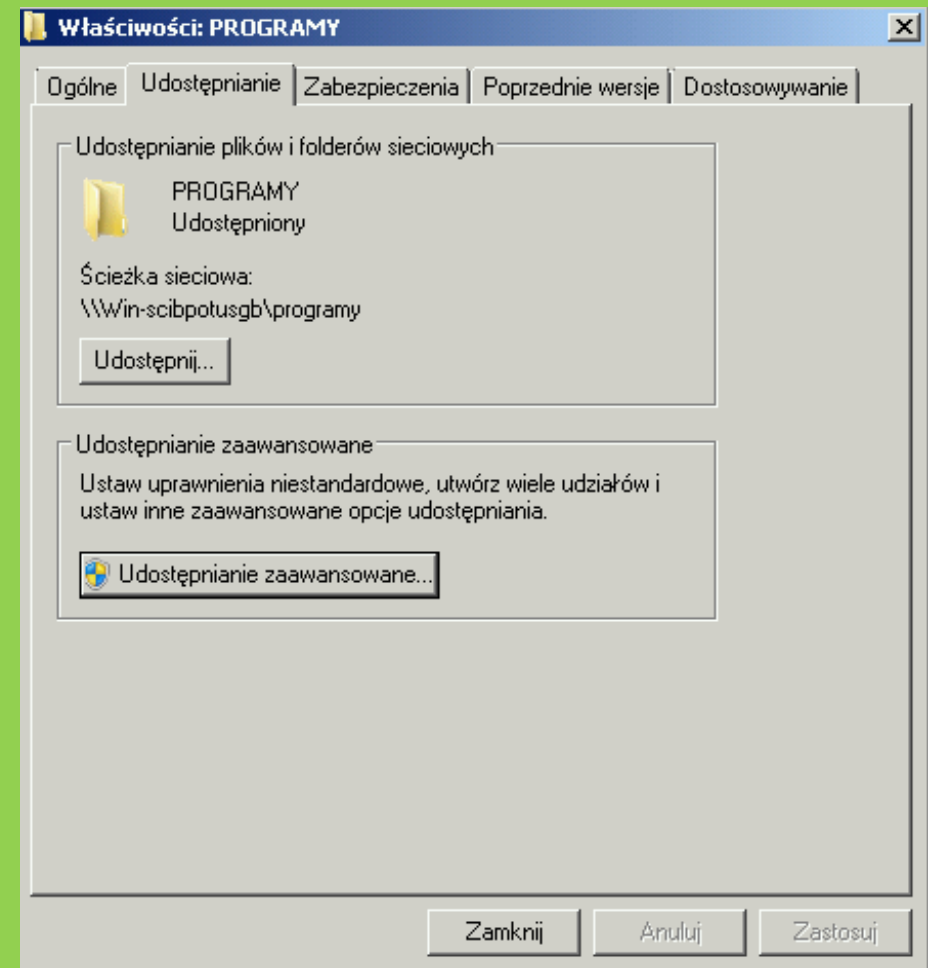 Właściwości: PROGRAMY
Ogólne Udostępnianie Zabezpieczenia Poprzednie wersje Dostosowywanie
Udostępnianie plików i folderów sieciowych
PROGRAMY
Udostępniony
Ścieżka sieciowa:
\\Win-scibpotusgb\programy
Udostępnij...
Udostępnianie zaawansowane
Ustaw uprawnienia niestandardowe, utwórz wiele udziałów i
ustaw inne zaawansowane opcje udostępniania.
Udostępnianie zaawansowane...
Zamknij Anuluj Zastosuj